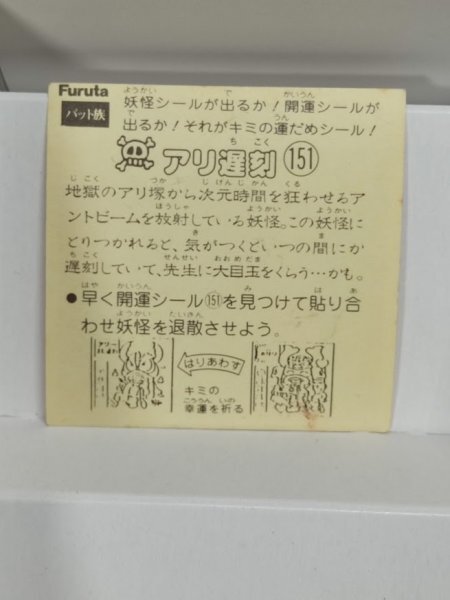 Furuta
バット族
妖怪シールが出るか！開運シールが
出るか！それがキミの運だめシール！
アリ遅刻 151
地獄のアリ塚から次元時間を狂わせるア
ントビームを放射している妖怪。この妖怪に
とりつかれると、気がつくといつの間にか
遅刻していて、先生に大目玉をくらう…かも。
●早く開運シール151を見つけて貼り合
わせ妖怪を退散させよう。
はりあわす
キミの
幸運を祈る